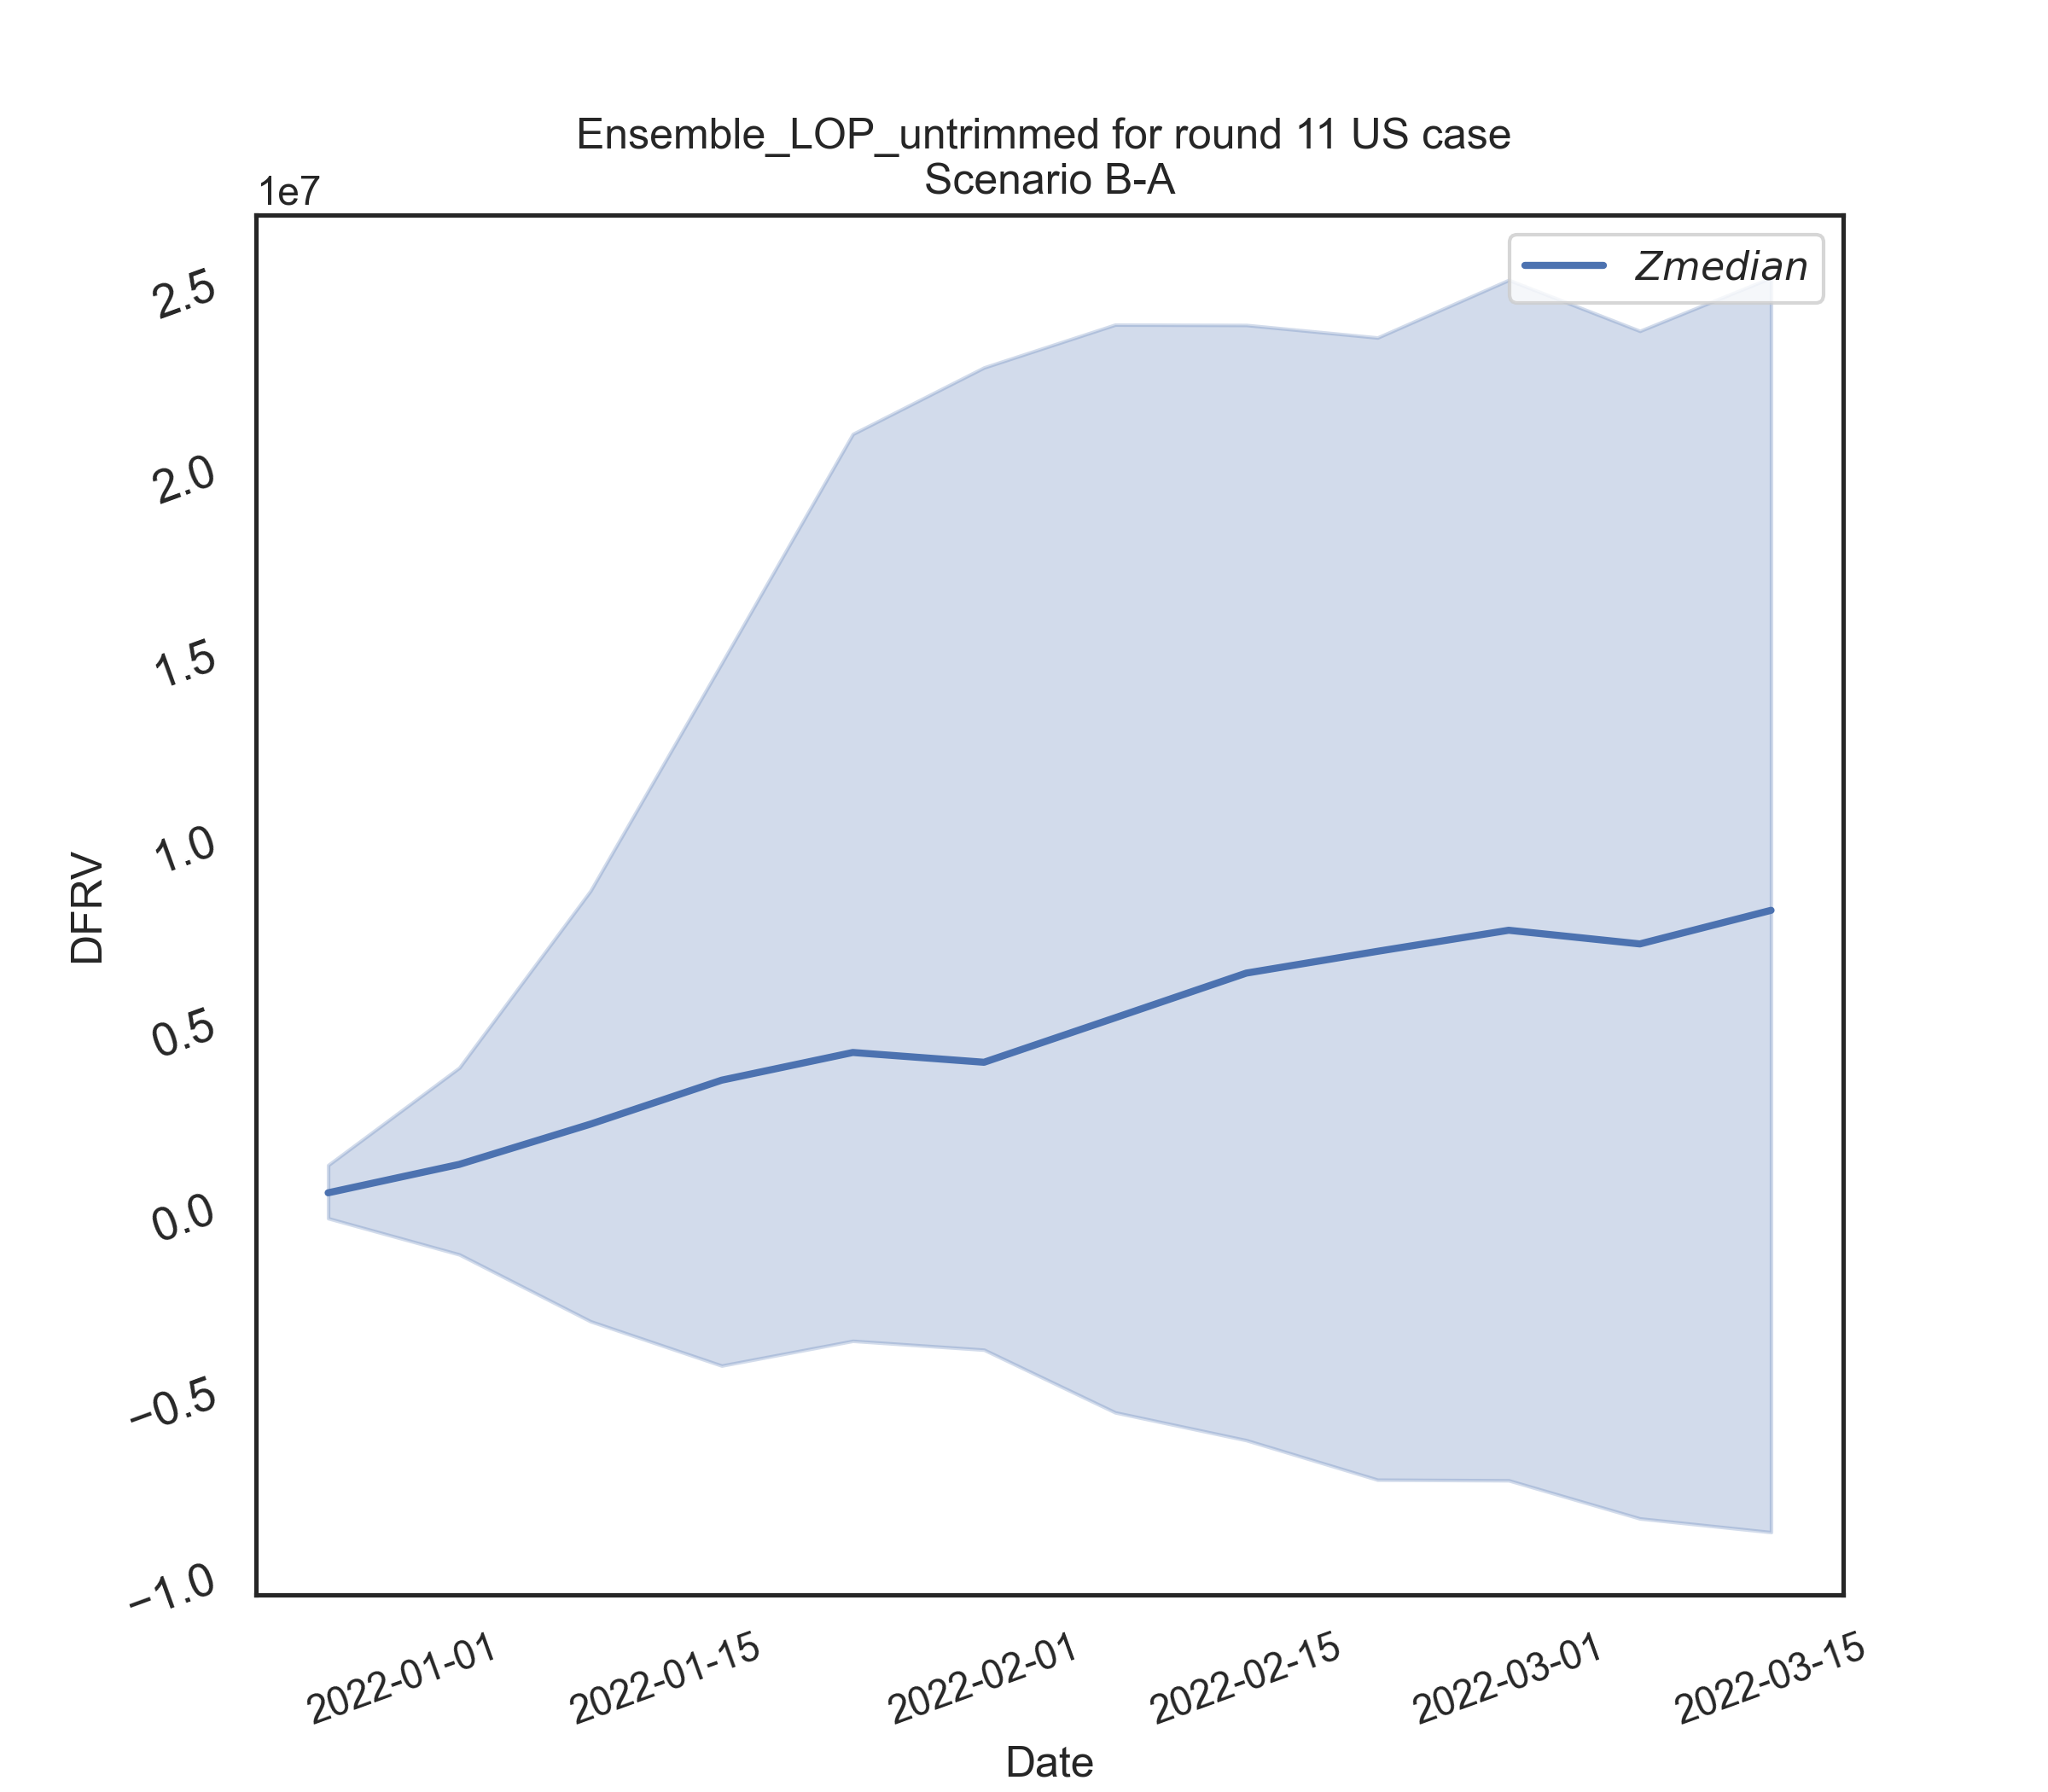 Ensemble_LOP_untrimmed for round 11 US case
Scenario B-A
1e7
Zmedian
2.5
2.0
1.5
1.0
0.5
0.0
−0.5
−1.0
DFRV
2022-01-01
2022-01-15
2022-02-01
2022-02-15
2022-03-01
2022-03-15
Date